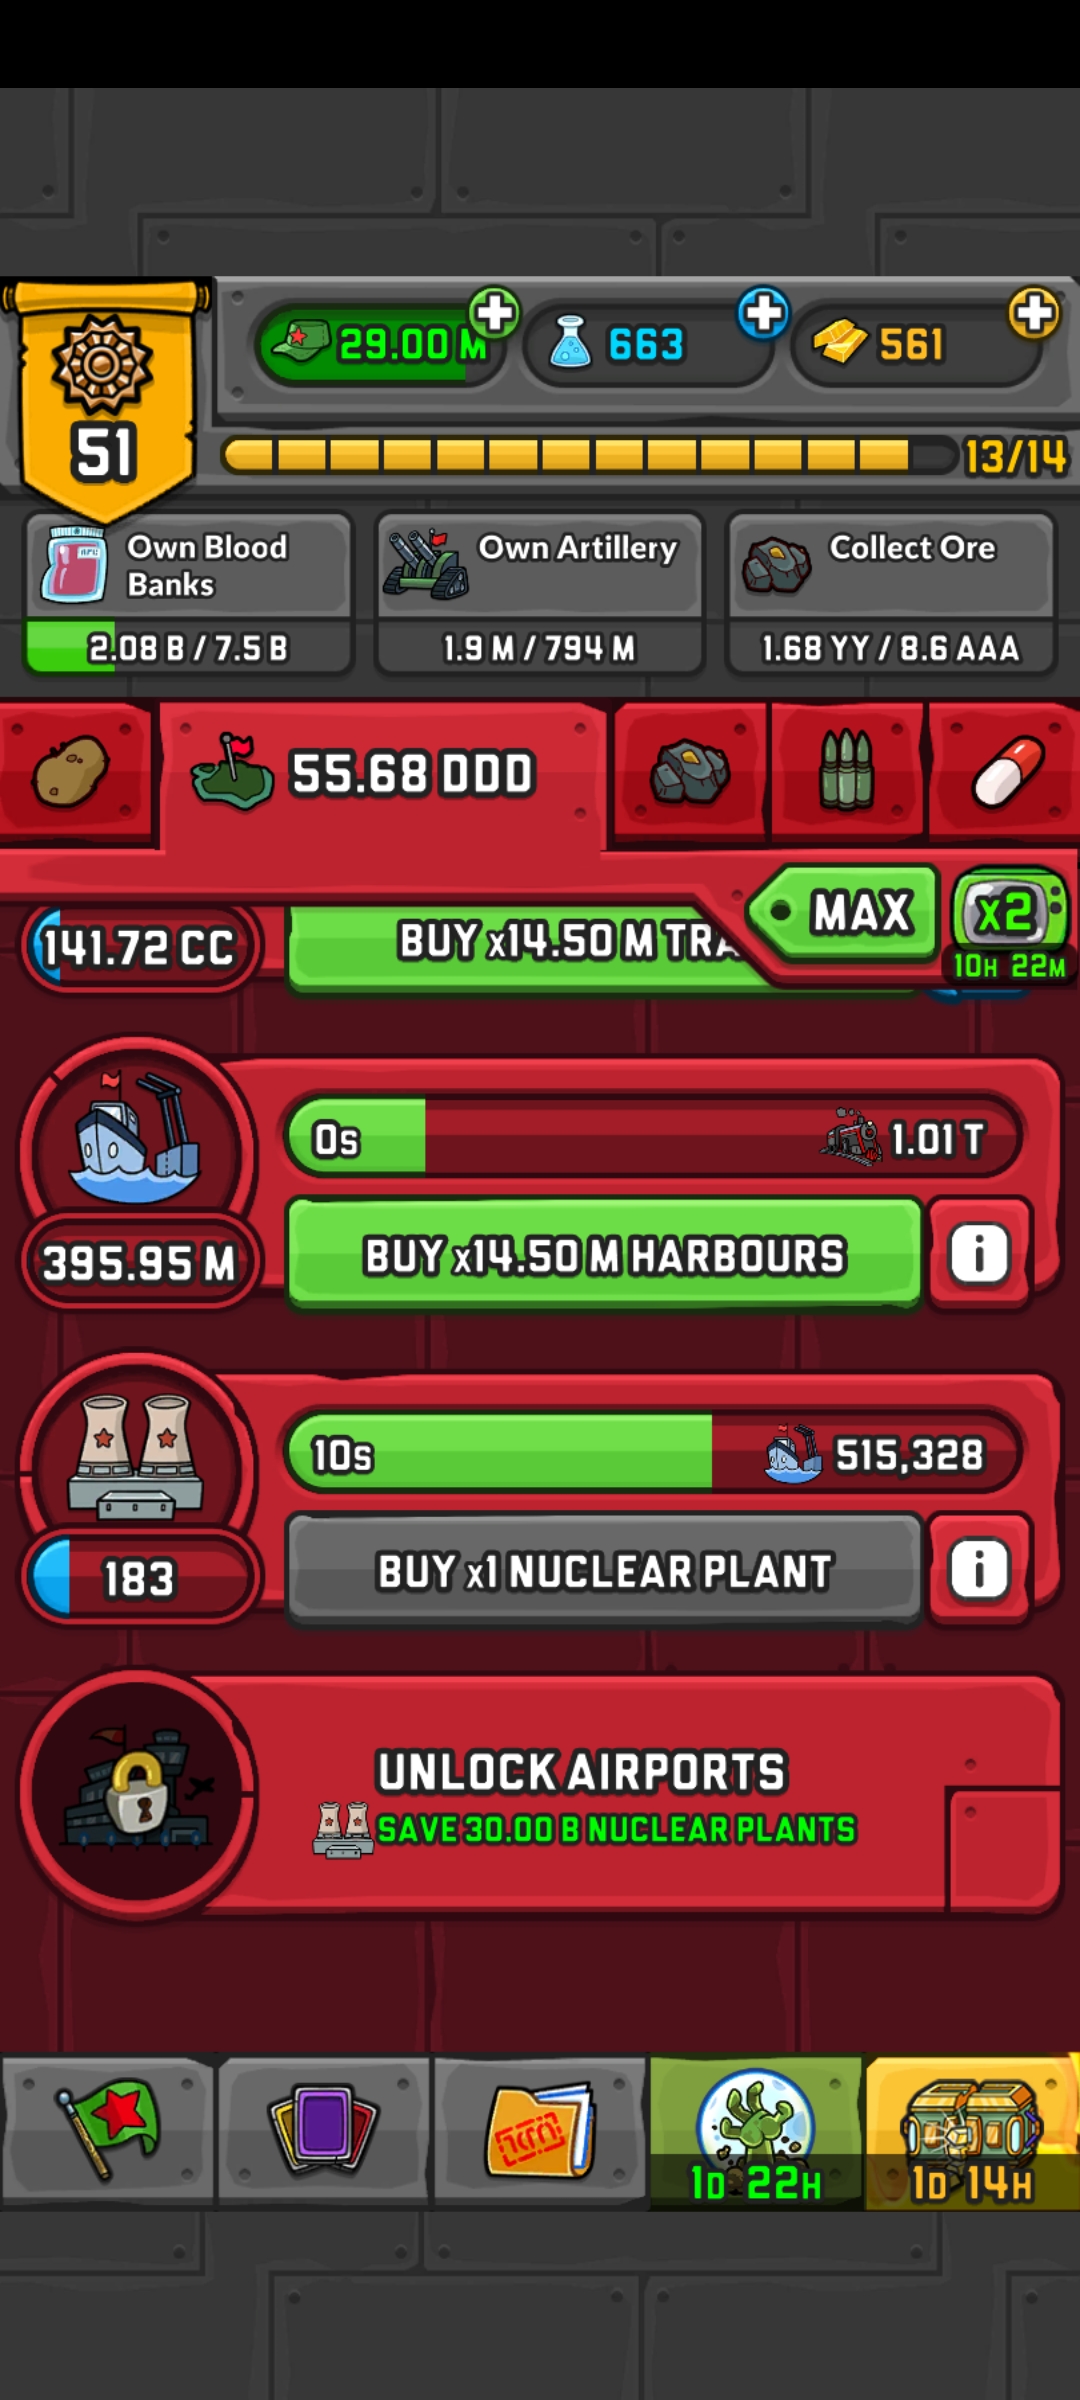 29.00 M
663
561
51
13/14
Own Blood
Banks
Own Artillery
Collect Ore
2.08 B / 7.5 B
1.9 M / 794 M
1.68 YY / 8.6 AAA
55.68 DDD
MAX
x2
10H 22M
141.72 CC
BUY x14.50 M TRA
0s
1.01 T
395.95 M
BUY x14.50 M HARBOURS
i
10s
515,328
183
BUY x1 NUCLEAR PLANT
i
UNLOCK AIRPORTS
SAVE 30.00 B NUCLEAR PLANTS
1D 22H
1D 14H